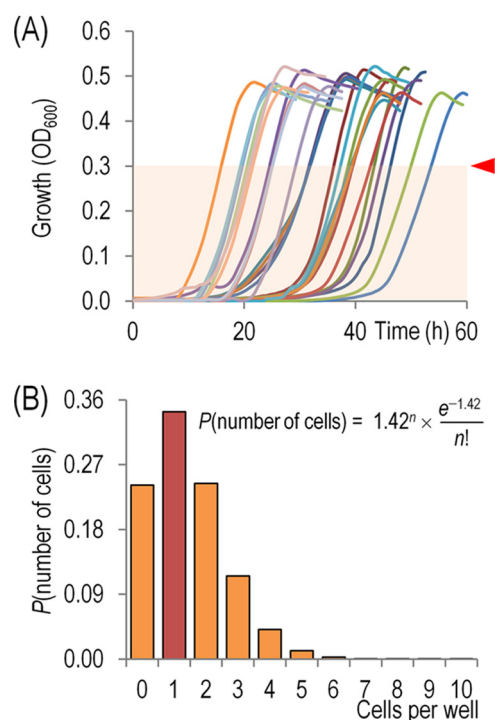 (A)
Growth (OD600)
0.6
0.5
0.4
0.3
0.2
0.1
0.0
0 20 40 Time (h) 60
(B)
P(number of cells)
0.36
0.27
0.18
0.09
0.00
P(number of cells) = 1.42ⁿ × e⁻¹·⁴² / n!
0 1 2 3 4 5 6 7 8 9 10
Cells per well